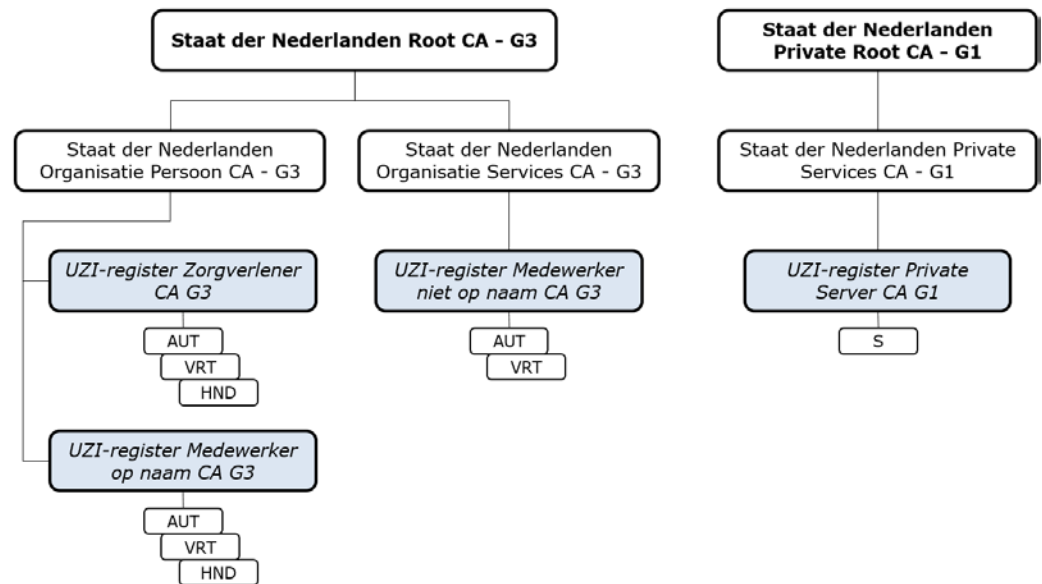 Staat der Nederlanden Root CA - G3
Staat der Nederlanden
Private Root CA - G1
Staat der Nederlanden
Organisatie Persoon CA - G3
Staat der Nederlanden
Organisatie Services CA - G3
Staat der Nederlanden Private
Services CA - G1
UZI-register Zorgverlener
CA G3
UZI-register Medewerker
niet op naam CA G3
UZI-register Private
Server CA G1
AUT
VRT
HND
AUT
VRT
S
UZI-register Medewerker
op naam CA G3
AUT
VRT
HND